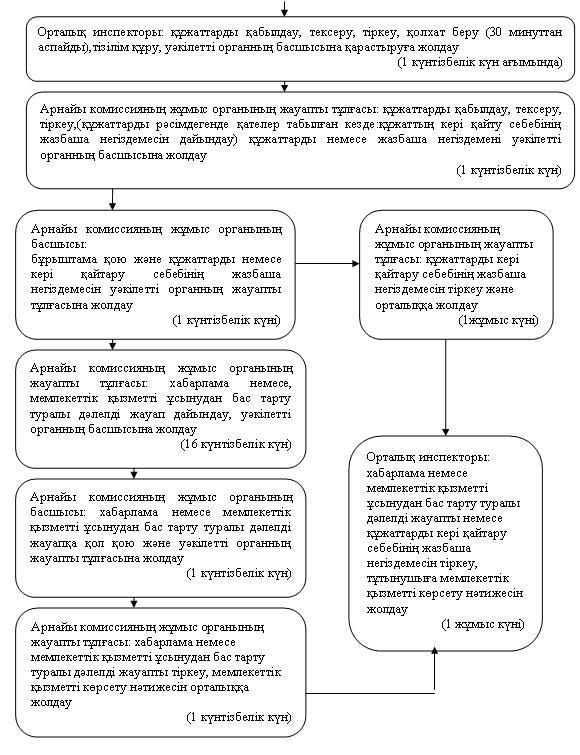 Орталық инспекторы: құжаттарды қабылдау, тексеру, тіркеу, қолхат беру (30 минуттан
аспайды),тізілім құру, уәкілетті органның басшысына қарастыруға жолдау
(1 күнтізбелік күн ағымында)
Арнайы комиссияның жұмыс органының жауапты тұлғасы: құжаттарды қабылдау, тексеру,
тіркеу,(құжаттарды рәсімдегенде қателер табылған кезде:құжаттың кері қайту себебінің
жазбаша негіздемесін дайындау) құжаттарды немесе жазбаша негіздемені уәкілетті
органның басшысына жолдау
(1 күнтізбелік күн)
Арнайы комиссияның жұмыс органының
басшысы:
бұрыштама қою және құжаттарды немесе
кері қайтару себебінің жазбаша
негіздемесін уәкілетті органның жауапты
тұлғасына жолдау
(1 күнтізбелік күні)
Арнайы комиссияның
жұмыс органының жауапты
тұлғасы: құжаттарды кері
қайтару себебінің жазбаша
негіздемесін тіркеу және
орталыққа жолдау
(1жұмыс күні)
Арнайы комиссияның жұмыс органының
жауапты тұлғасы: хабарлама немесе,
мемлекеттік қызметті ұсынудан бас тарту
туралы дәлелді жауап дайындау, уәкілетті
органның басшысына жолдау
(16 күнтізбелік күн)
Арнайы комиссияның жұмыс органының
басшысы: хабарлама немесе мемлекеттік
қызметті ұсынудан бас тарту туралы дәлелді
жауапқа қол қою және уәкілетті органның
жауапты тұлғасына жолдау
(1 күнтізбелік күн)
Арнайы комиссияның жұмыс органының
жауапты тұлғасы: хабарлама немесе
мемлекеттік қызметті ұсынудан бас тарту
туралы дәлелді жауапты тіркеу, мемлекеттік
қызметті көрсету нәтижесін орталыққа
жолдау
(1 күнтізбелік күн)
Орталық инспекторы:
хабарлама немесе
мемлекеттік қызметті
ұсынудан бас тарту туралы
дәлелді жауапты немесе
құжаттарды кері қайтару
себебінің жазбаша
негіздемесін тіркеу,
тұтынушыға мемлекеттік
қызметті көрсету нәтижесін
жолдау
(1 жұмыс күні)